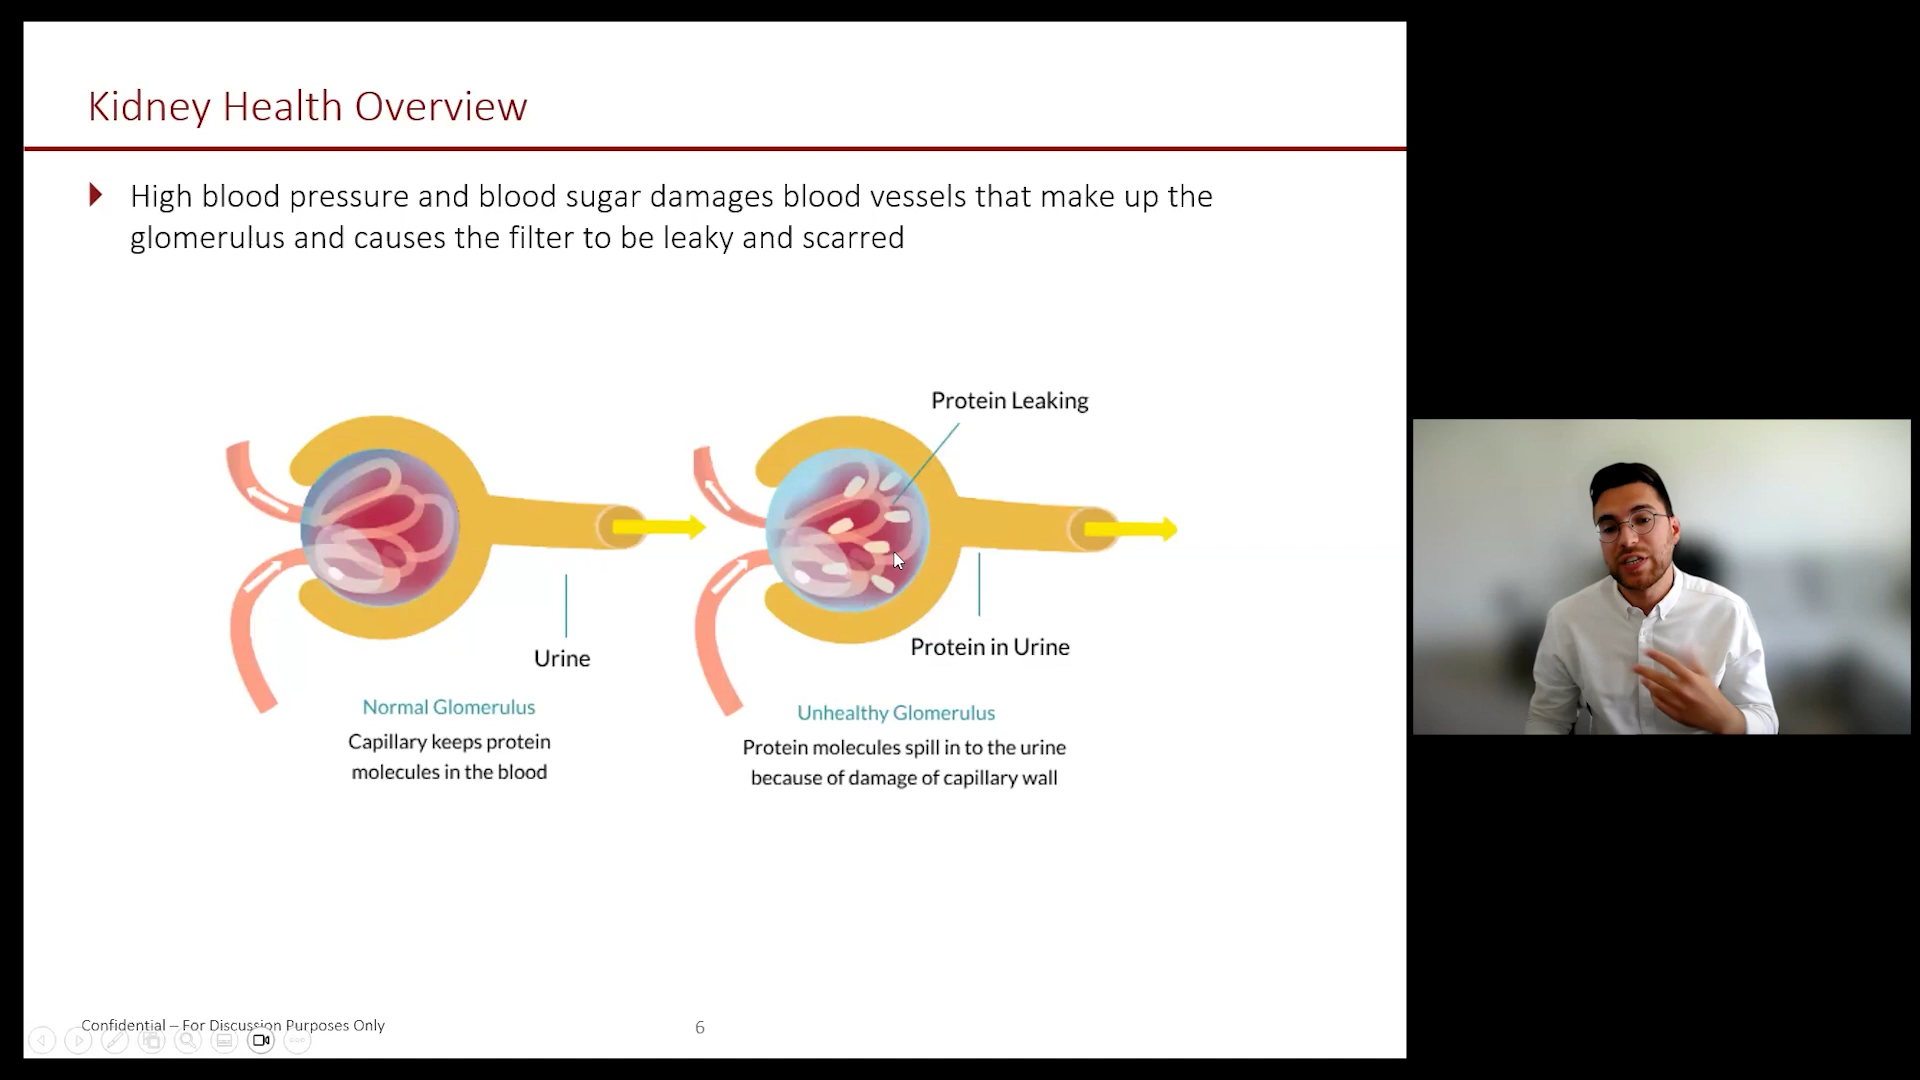 Kidney Health Overview
High blood pressure and blood sugar damages blood vessels that make up the
glomerulus and causes the filter to be leaky and scarred
Protein Leaking
Urine
Protein in Urine
Normal Glomerulus
Capillary keeps protein
molecules in the blood
Unhealthy Glomerulus
Protein molecules spill in to the urine
because of damage of capillary wall
Confidential – For Discussion Purposes Only
6